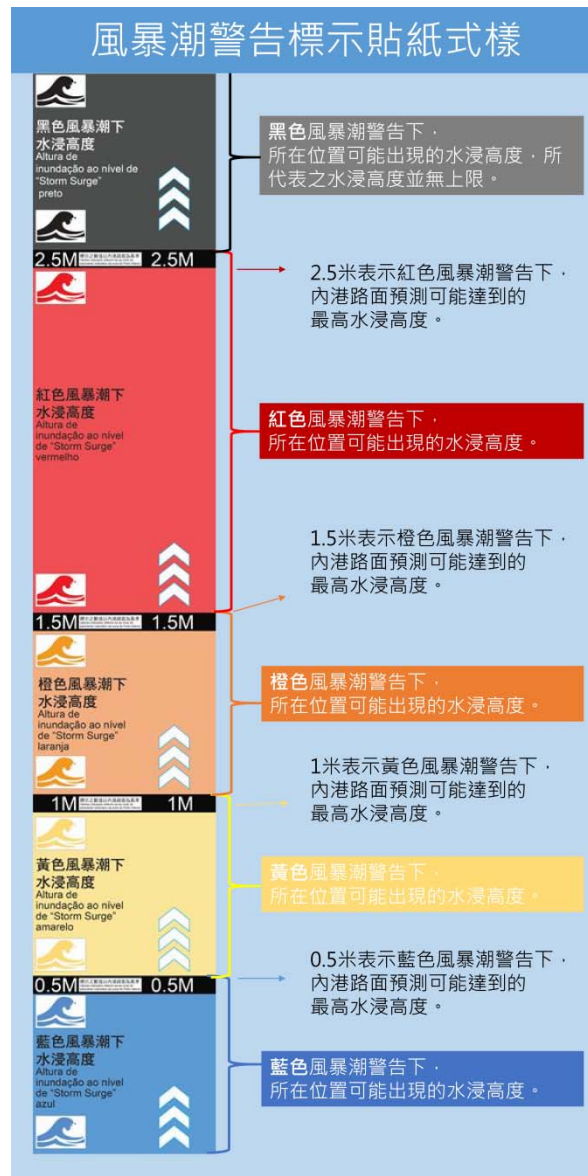 風暴潮警告標示貼紙式樣
黑色風暴潮下
水浸高度
Altura de
inundação ao nível de
“Storm Surge”
preto
黑色風暴潮警告下，
所在位置可能出現的水浸高度，所
代表之水浸高度並無上限。
2.5M 2.5M
2.5米表示紅色風暴潮警告下，
內港路面預測可能達到的
最高水浸高度。
紅色風暴潮下
水浸高度
Altura de
inundação ao nível
de “Storm Surge”
vermelho
紅色風暴潮警告下，
所在位置可能出現的水浸高度。
1.5米表示橙色風暴潮警告下，
內港路面預測可能達到的
最高水浸高度。
1.5M 1.5M
橙色風暴潮下
水浸高度
Altura de
inundação ao nível
de “Storm Surge”
laranja
橙色風暴潮警告下，
所在位置可能出現的水浸高度。
1米表示黃色風暴潮警告下，
內港路面預測可能達到的
最高水浸高度。
1M 1M
黃色風暴潮下
水浸高度
Altura de
inundação ao nível
de “Storm Surge”
amarelo
黃色風暴潮警告下，
所在位置可能出現的水浸高度。
0.5M 0.5M
0.5米表示藍色風暴潮警告下，
內港路面預測可能達到的
最高水浸高度。
藍色風暴潮下
水浸高度
Altura de
inundação ao nível
de “Storm Surge”
azul
藍色風暴潮警告下，
所在位置可能出現的水浸高度。